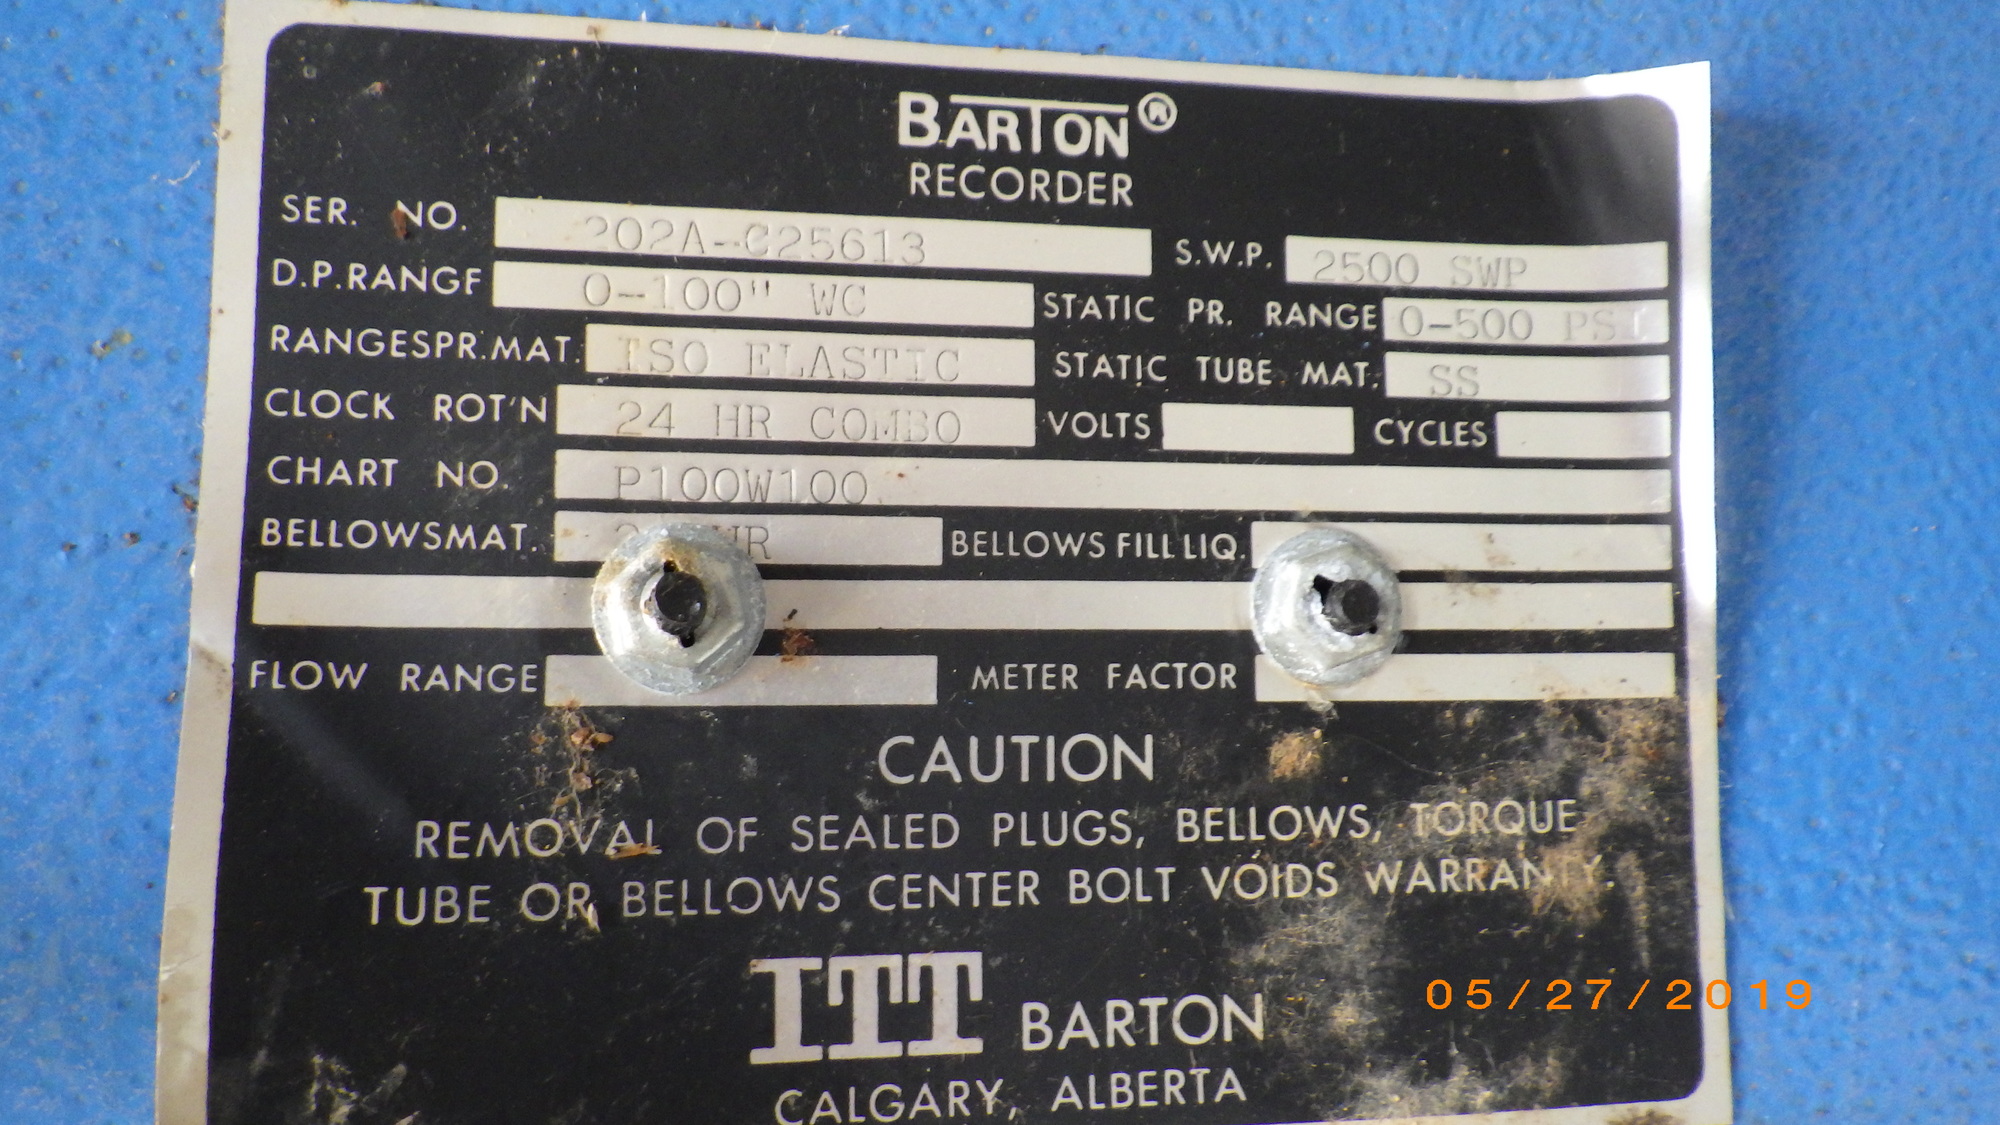 BARTON®
RECORDER
SER. NO. 202A-C25613 S.W.P. 2500 SWP
D.P.RANGE 0-100" WC STATIC PR. RANGE 0-500 PSI
RANGESPR.MAT. ISO ELASTIC STATIC TUBE MAT. SS
CLOCK ROT'N 24 HR COMBO VOLTS CYCLES
CHART NO. P100W100
BELLOWSMAT. HR BELLOWS FILL LIQ.
FLOW RANGE METER FACTOR
CAUTION
REMOVAL OF SEALED PLUGS, BELLOWS, TORQUE
TUBE OR BELLOWS CENTER BOLT VOIDS WARRANTY.
ITT BARTON
CALGARY, ALBERTA
05/27/2019